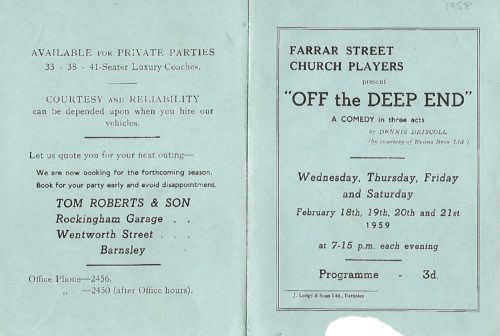 AVAILABLE FOR PRIVATE PARTIES
33 - 38 - 41-Seater Luxury Coaches.
COURTESY AND RELIABILITY
can be depended upon when you hire our
vehicles.
Let us quote you for your next outing—
We are now booking for the forthcoming season.
Book for your party early and avoid disappointment.
TOM ROBERTS & SON
Rockingham Garage . .
Wentworth Street . . .
Barnsley
Office Phone—2456.
„ —2450 (after Office hours).
1958
FARRAR STREET
CHURCH PLAYERS
present
"OFF the DEEP END"
A COMEDY in three acts
by DENNIS DRISCOLL
(by courtesy of Evans Bros. Ltd.)
Wednesday, Thursday, Friday
and Saturday
February 18th, 19th, 20th and 21st
1959
at 7-15 p.m. each evening
Programme - 3d.
J. Lodge & Sons Ltd., Barnsley